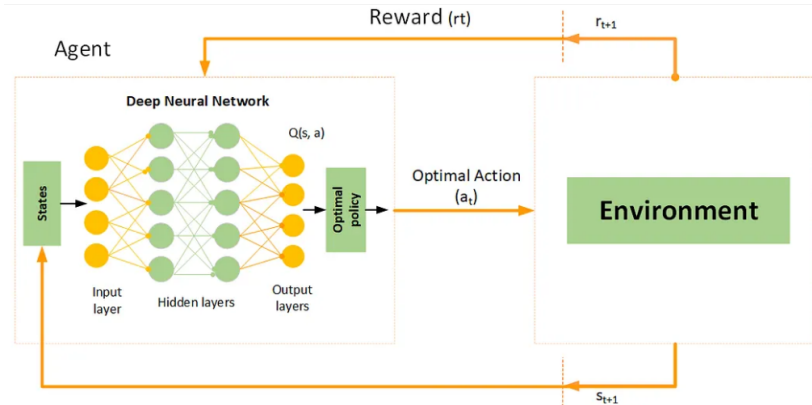 Reward (rt)
rₜ₊₁
Agent
Deep Neural Network
Q(s, a)
States
Optimal
policy
Optimal Action
(aₜ)
Environment
Input
layer
Hidden layers
Output
layers
sₜ₊₁